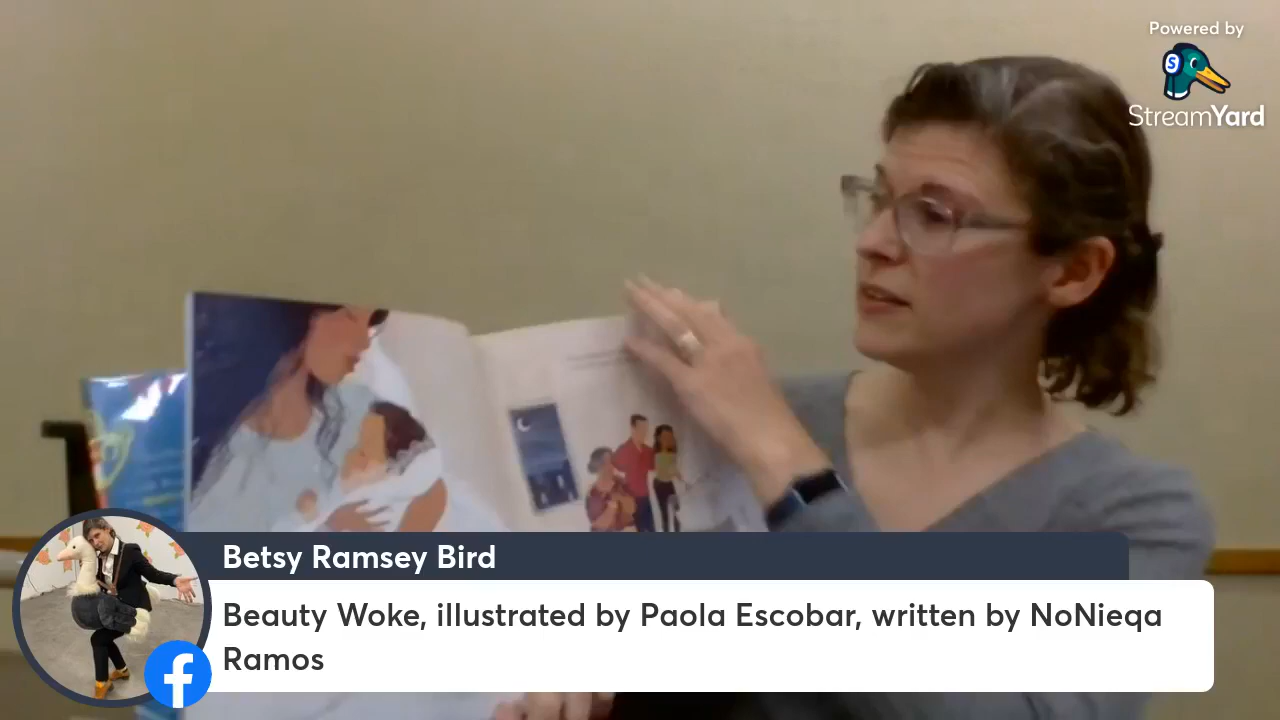 Powered by
StreamYard
Betsy Ramsey Bird
Beauty Woke, illustrated by Paola Escobar, written by NoNieqa
Ramos